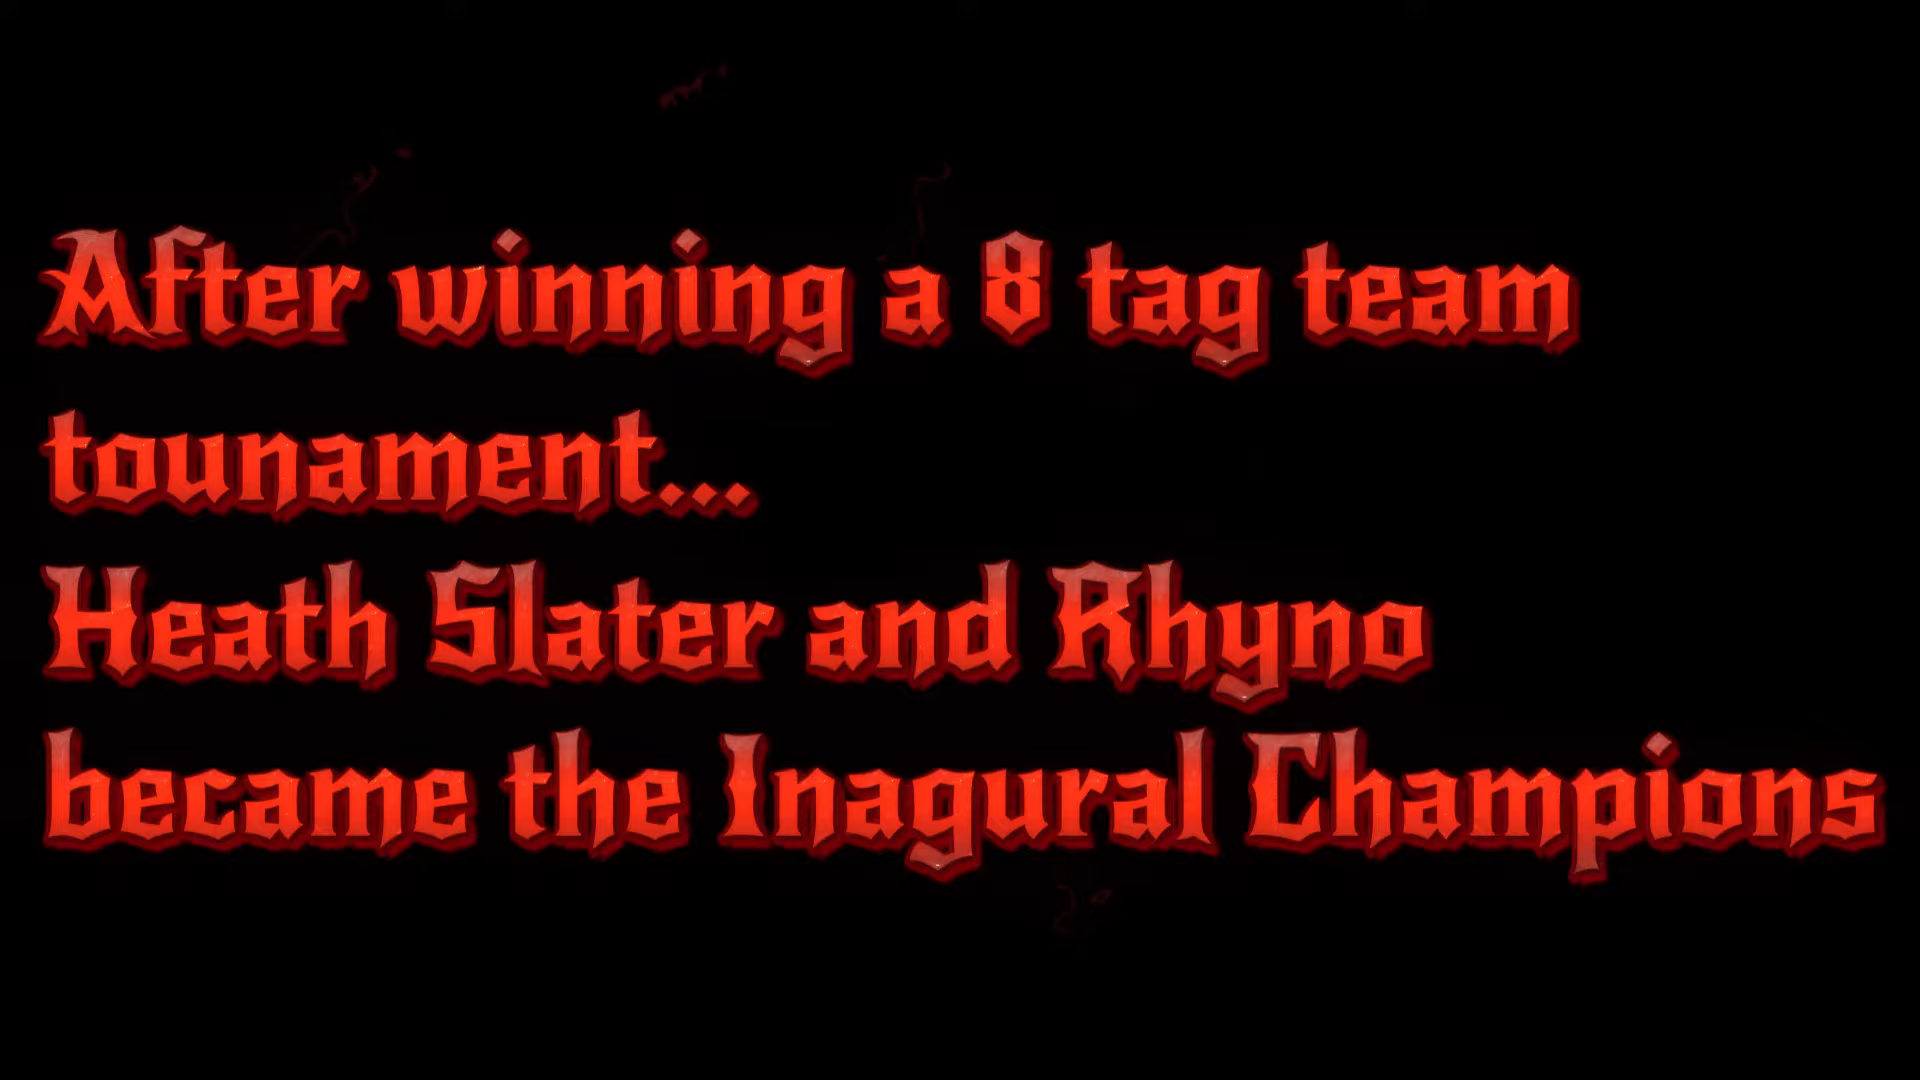 After winning a 8 tag team
tounament...
Heath Slater and Rhyno
became the Inagural Champions